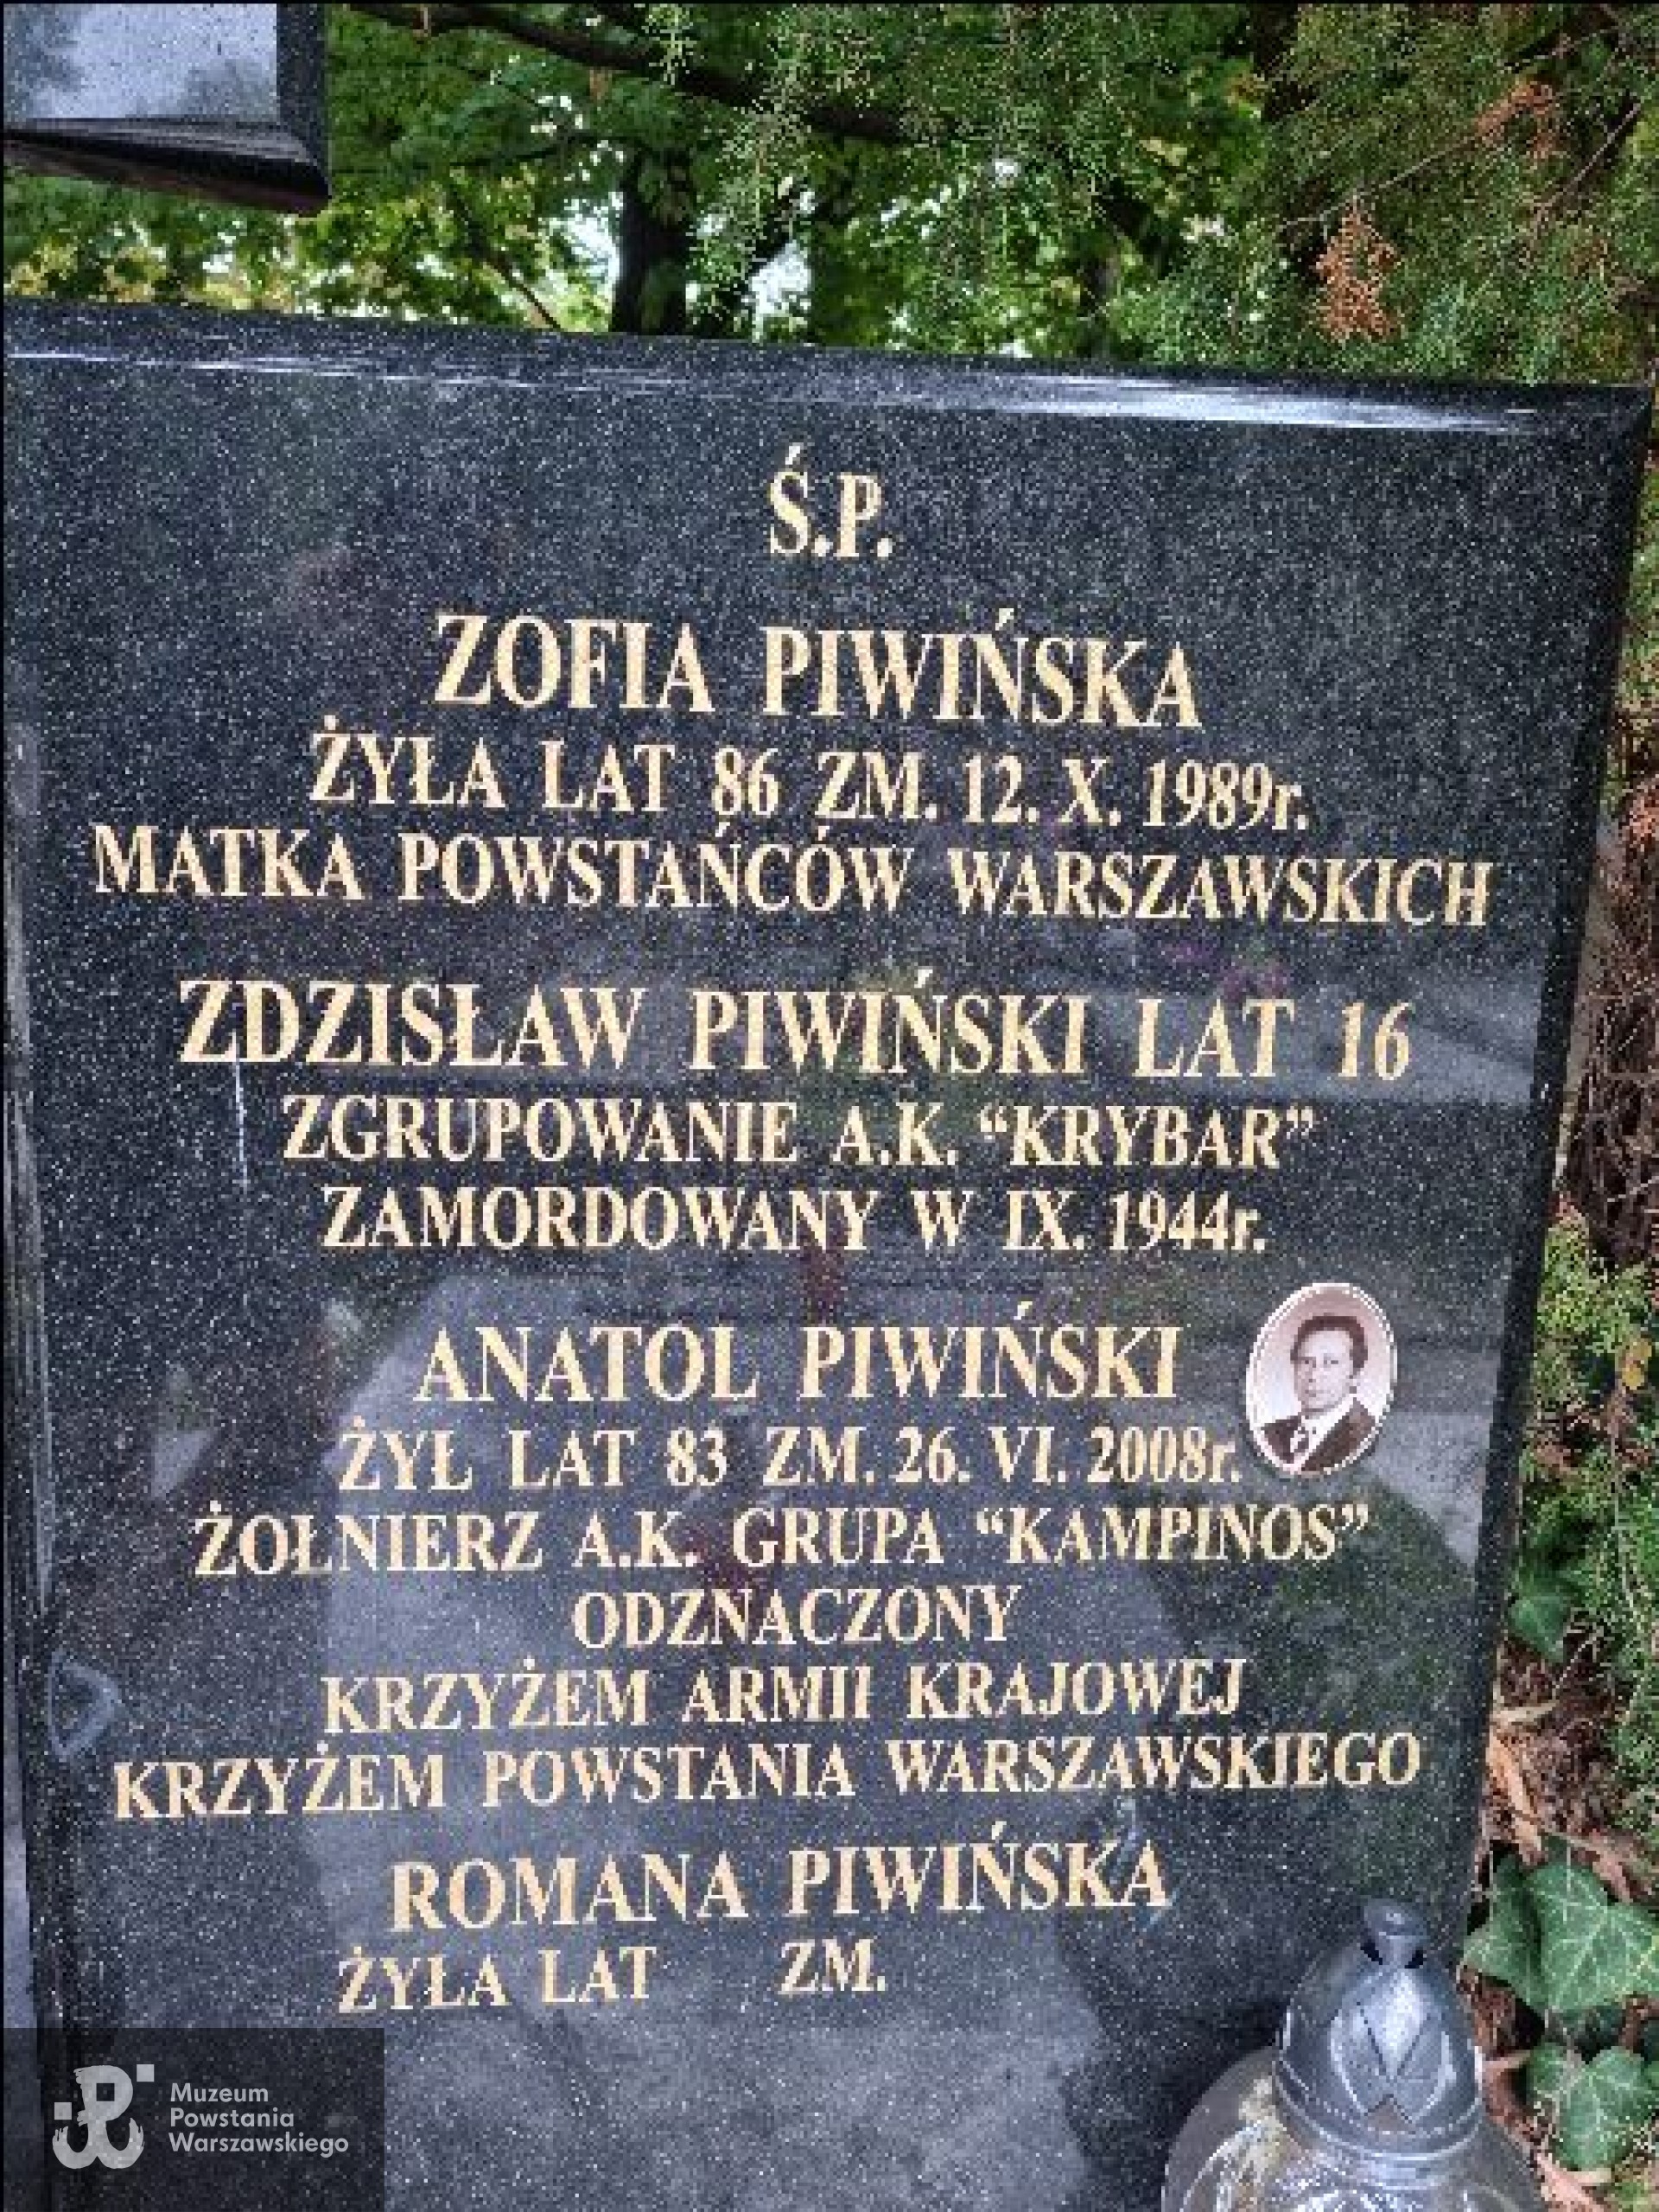 Ś.P.
ZOFIA PIWIŃSKA
ŻYŁA LAT 86 ZM. 12. X. 1989r.
MATKA POWSTAŃCÓW WARSZAWSKICH
ZDZISŁAW PIWIŃSKI LAT 16
ZGRUPOWANIE A.K. “KRYBAR”
ZAMORDOWANY W IX. 1944r.
ANATOL PIWIŃSKI
ŻYŁ LAT 83 ZM. 26. VI. 2008r.
ŻOŁNIERZ A.K. GRUPA “KAMPINOS”
ODZNACZONY
KRZYŻEM ARMII KRAJOWEJ
KRZYŻEM POWSTANIA WARSZAWSKIEGO
ROMANA PIWIŃSKA
ŻYŁA LAT ZM.
Muzeum
Powstania
Warszawskiego